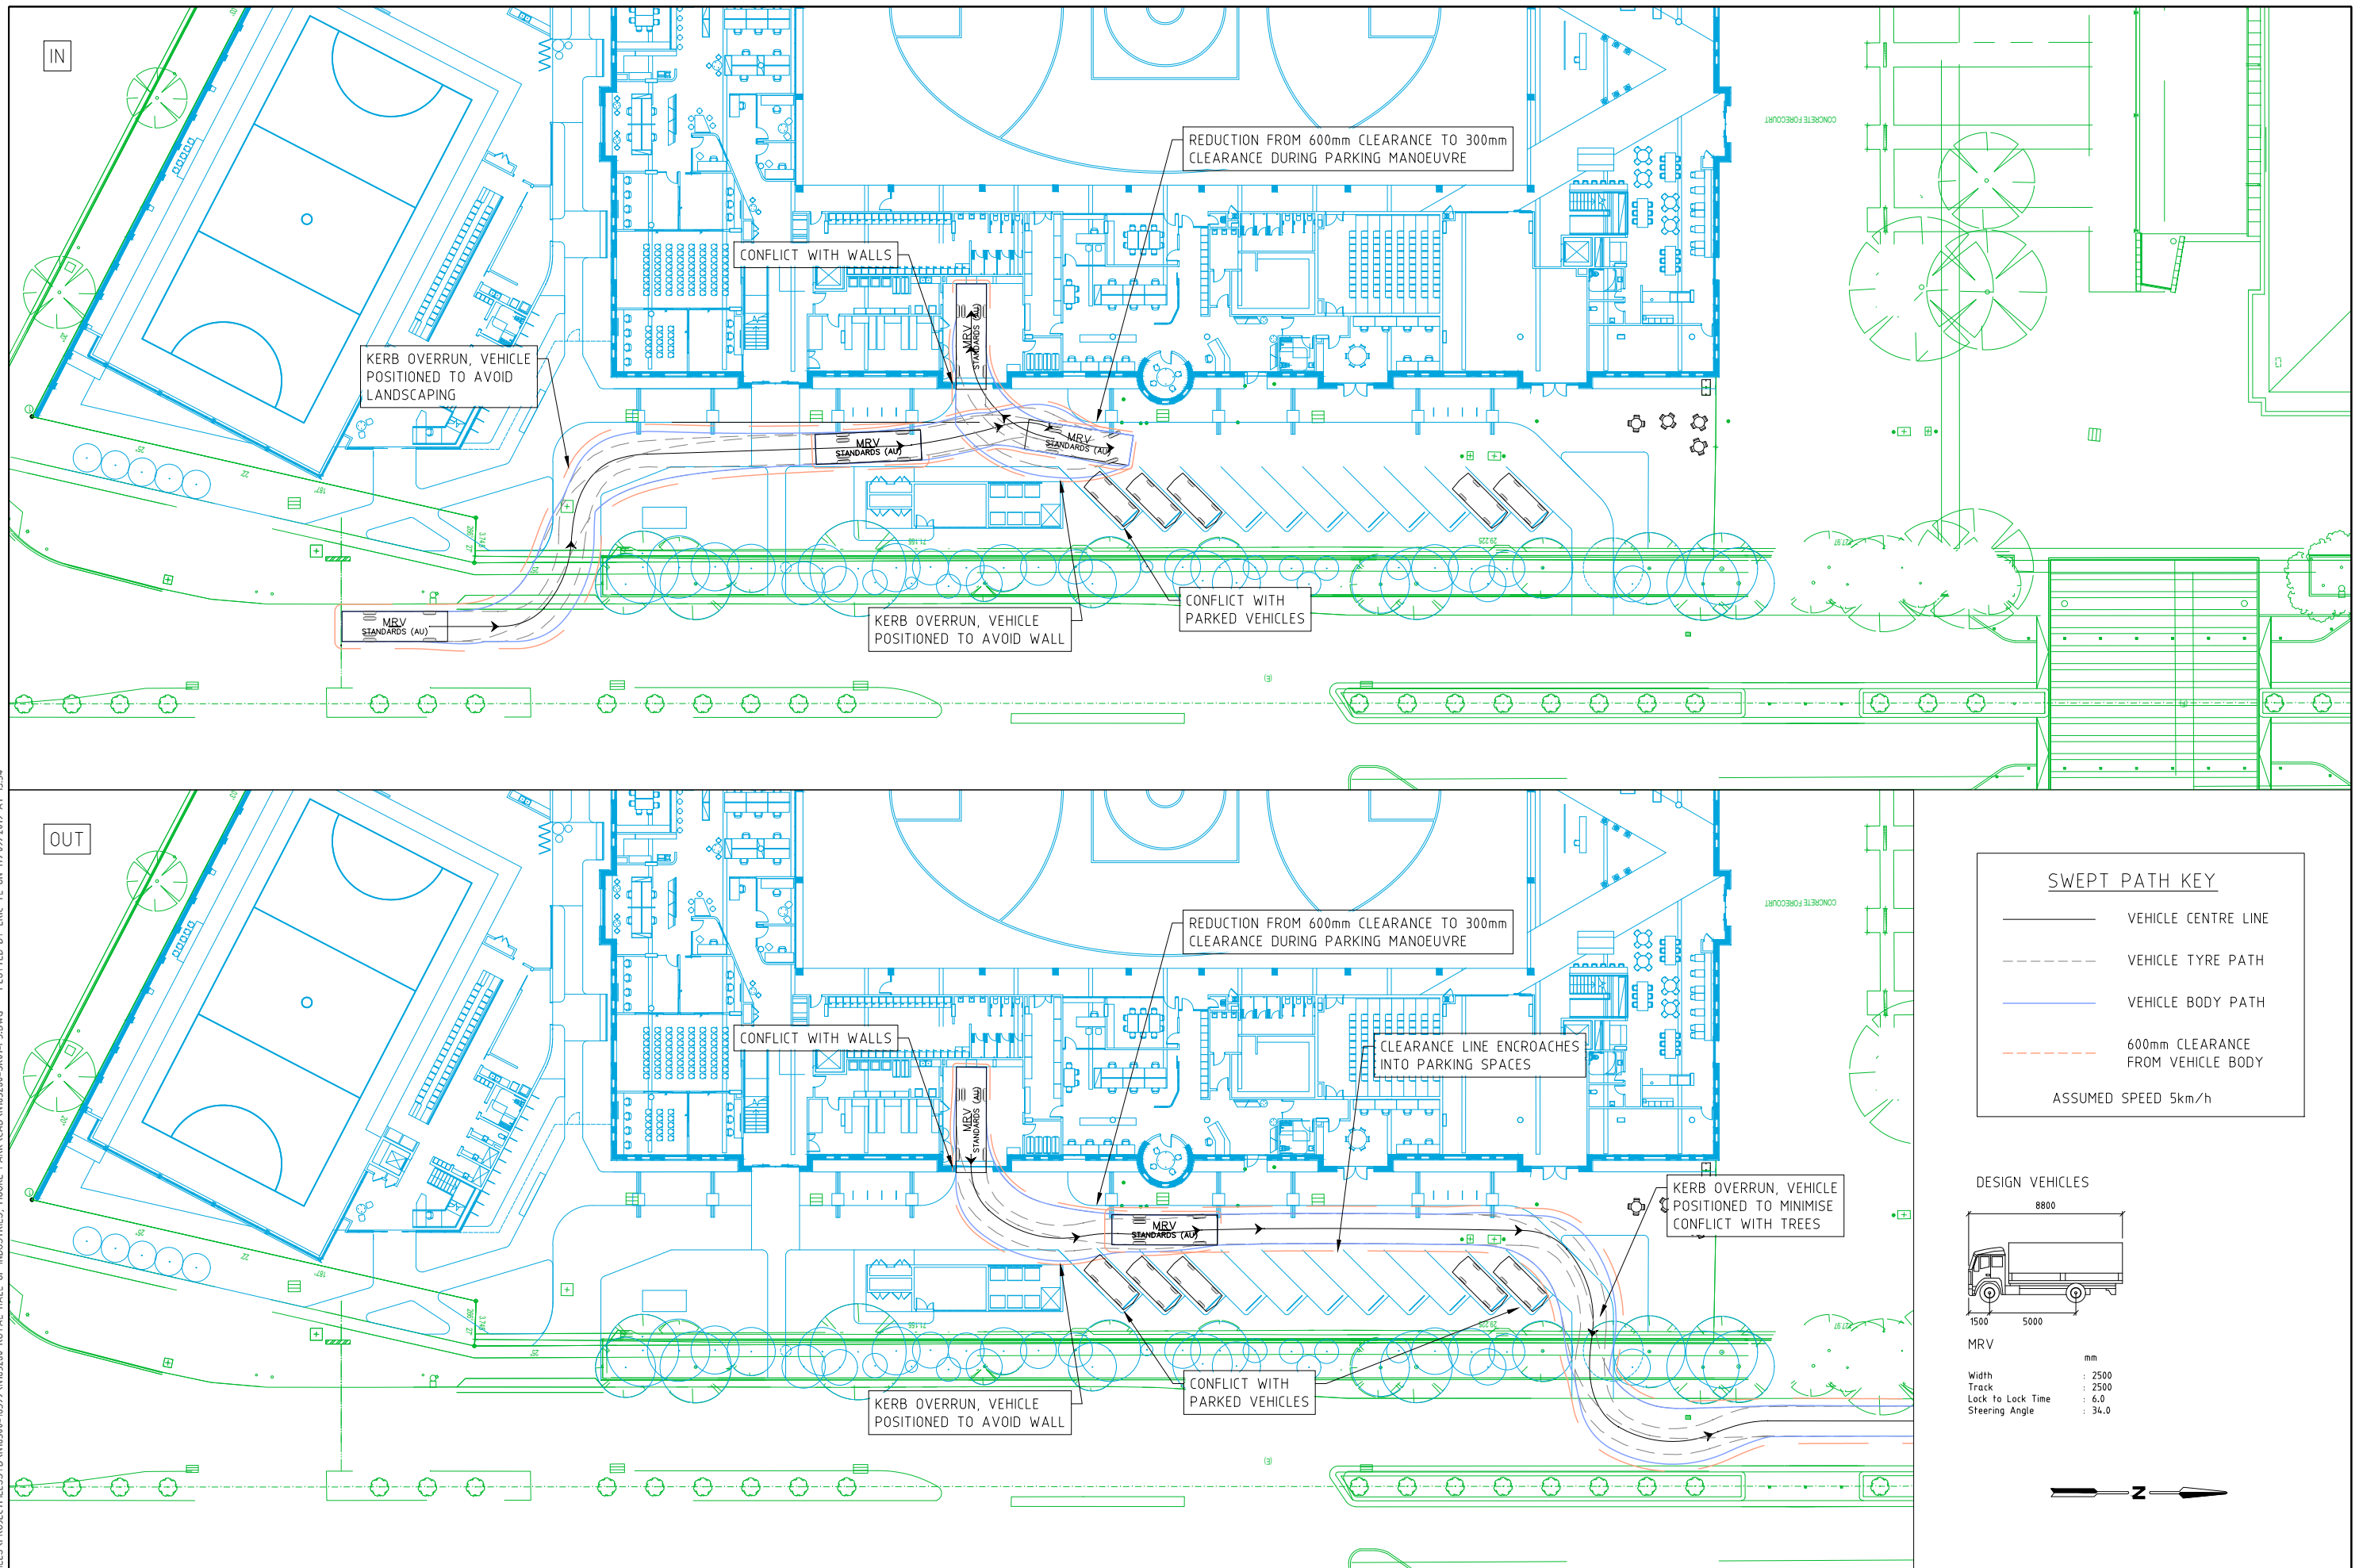 IN
REDUCTION FROM 600mm CLEARANCE TO 300mm
CLEARANCE DURING PARKING MANOEUVRE
CONCRETE FORECOURT
CONFLICT WITH WALLS
KERB OVERRUN, VEHICLE
POSITIONED TO AVOID
LANDSCAPING
MRV
STANDARDS (AU)
MRV
STANDARDS (AU)
MRV
STANDARDS (AU)
MRV
STANDARDS (AU)
CONFLICT WITH
PARKED VEHICLES
KERB OVERRUN, VEHICLE
POSITIONED TO AVOID WALL
(E)
OUT
REDUCTION FROM 600mm CLEARANCE TO 300mm
CLEARANCE DURING PARKING MANOEUVRE
CONCRETE FORECOURT
CONFLICT WITH WALLS
CLEARANCE LINE ENCROACHES
INTO PARKING SPACES
MRV
STANDARDS (AU)
MRV
STANDARDS (AU)
KERB OVERRUN, VEHICLE
POSITIONED TO MINIMISE
CONFLICT WITH TREES
CONFLICT WITH
PARKED VEHICLES
KERB OVERRUN, VEHICLE
POSITIONED TO AVOID WALL
(E)
SWEPT PATH KEY
VEHICLE CENTRE LINE
VEHICLE TYRE PATH
VEHICLE BODY PATH
600mm CLEARANCE
FROM VEHICLE BODY
ASSUMED SPEED 5km/h
DESIGN VEHICLES
8800
1500 5000
MRV
mm
Width : 2500
Track : 2500
Lock to Lock Time : 6.0
Steering Angle : 34.0
N